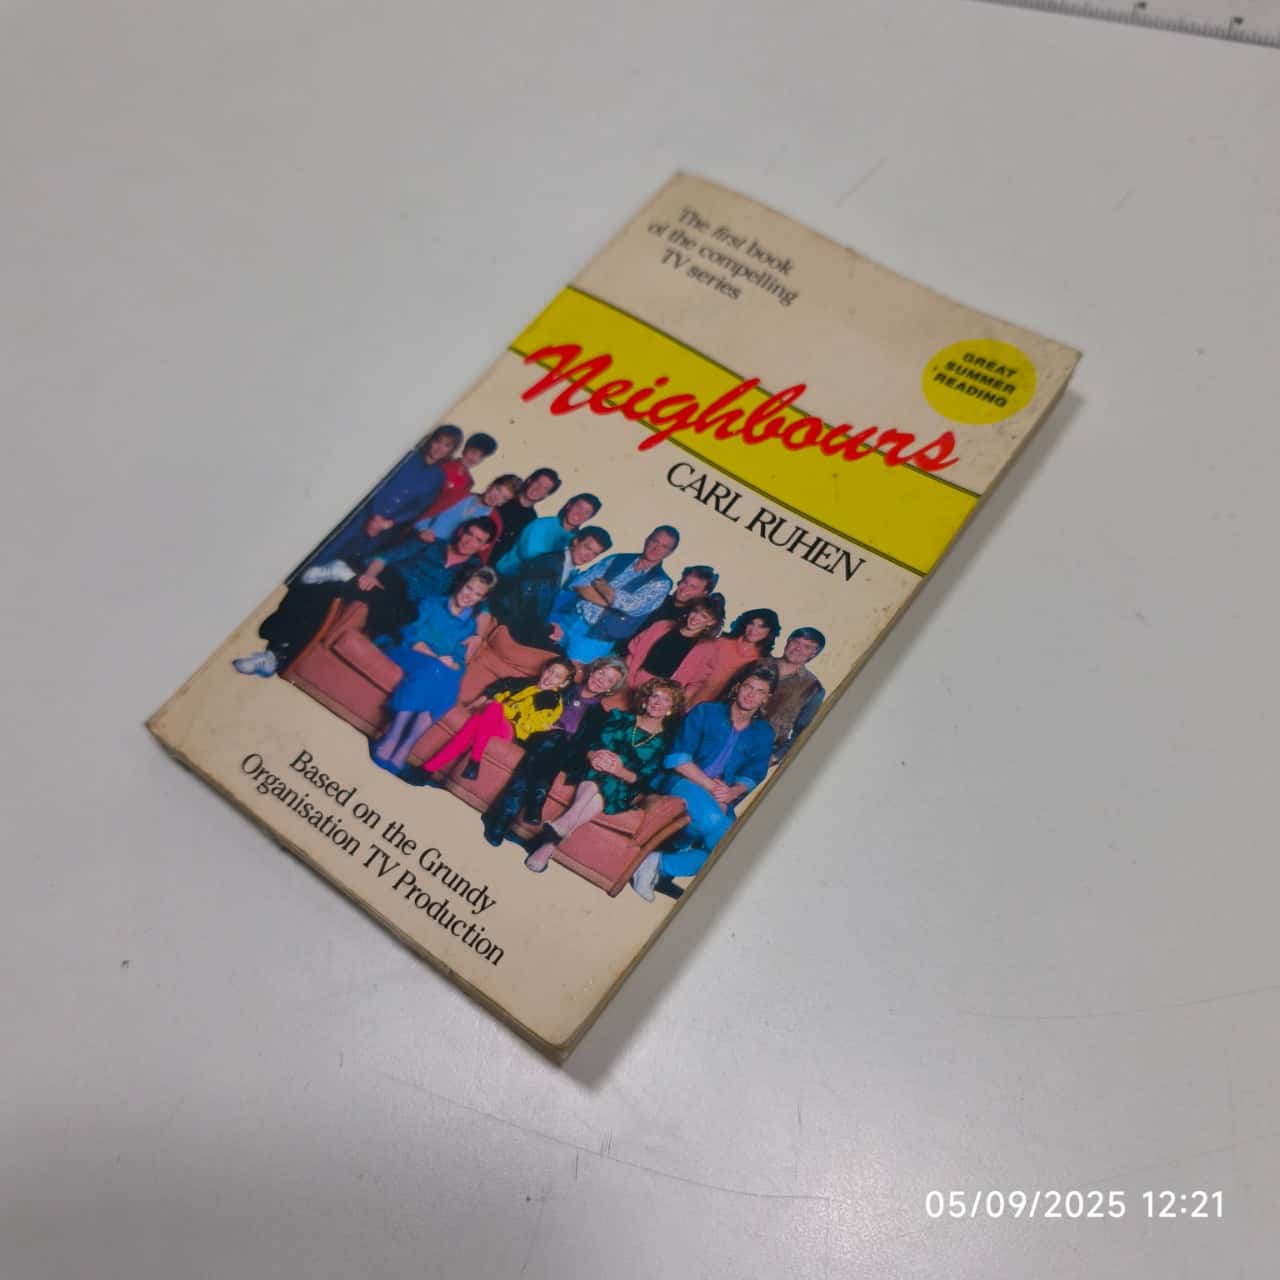 The first book
of the compelling
TV series
GREAT
SUMMER
READING
Neighbours
CARL RUHEN
Based on the Grundy
Organisation TV Production
05/09/2025 12:21